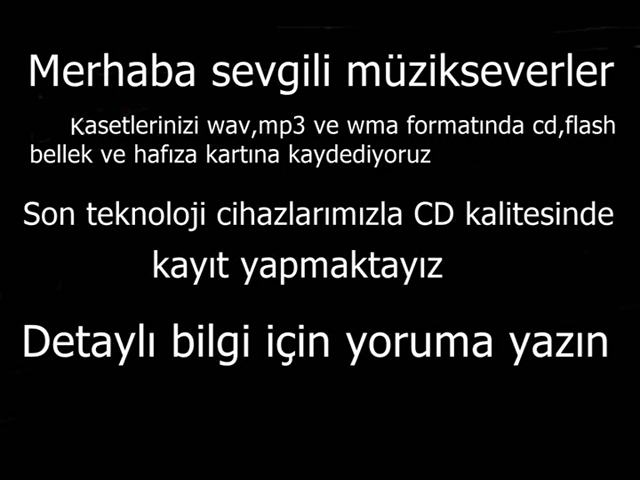 Merhaba sevgili müzikseverler
Kasetlerinizi wav,mp3 ve wma formatında cd,flash
bellek ve hafıza kartına kaydediyoruz
Son teknoloji cihazlarımızla CD kalitesinde
kayıt yapmaktayız
Detaylı bilgi için yoruma yazın